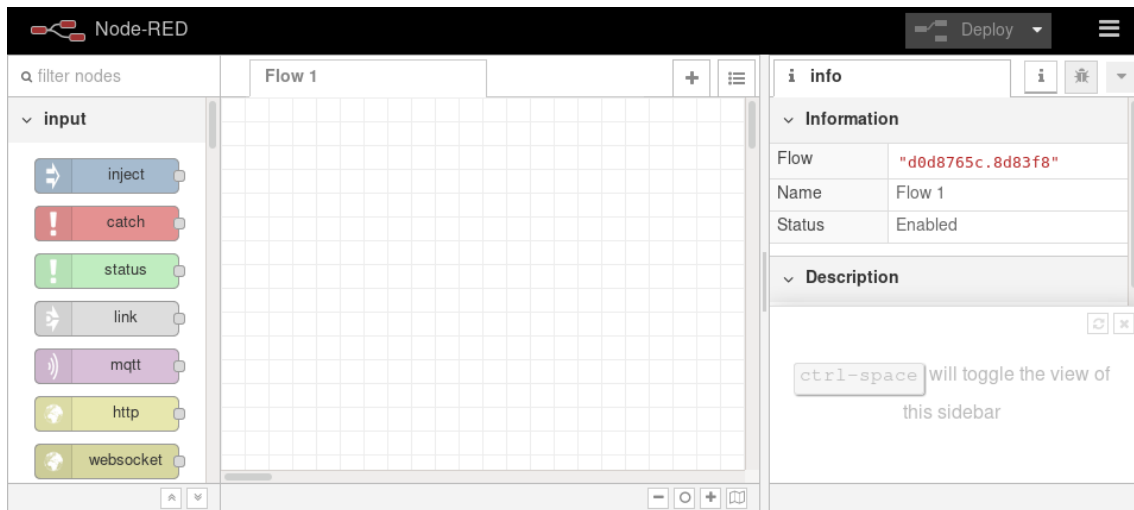 Node-RED
Deploy
filter nodes
Flow 1
i info
i
input
inject
catch
status
link
mqtt
http
websocket
Information
Flow "d0d8765c.8d83f8"
Name Flow 1
Status Enabled
Description
ctrl-space will toggle the view of
this sidebar